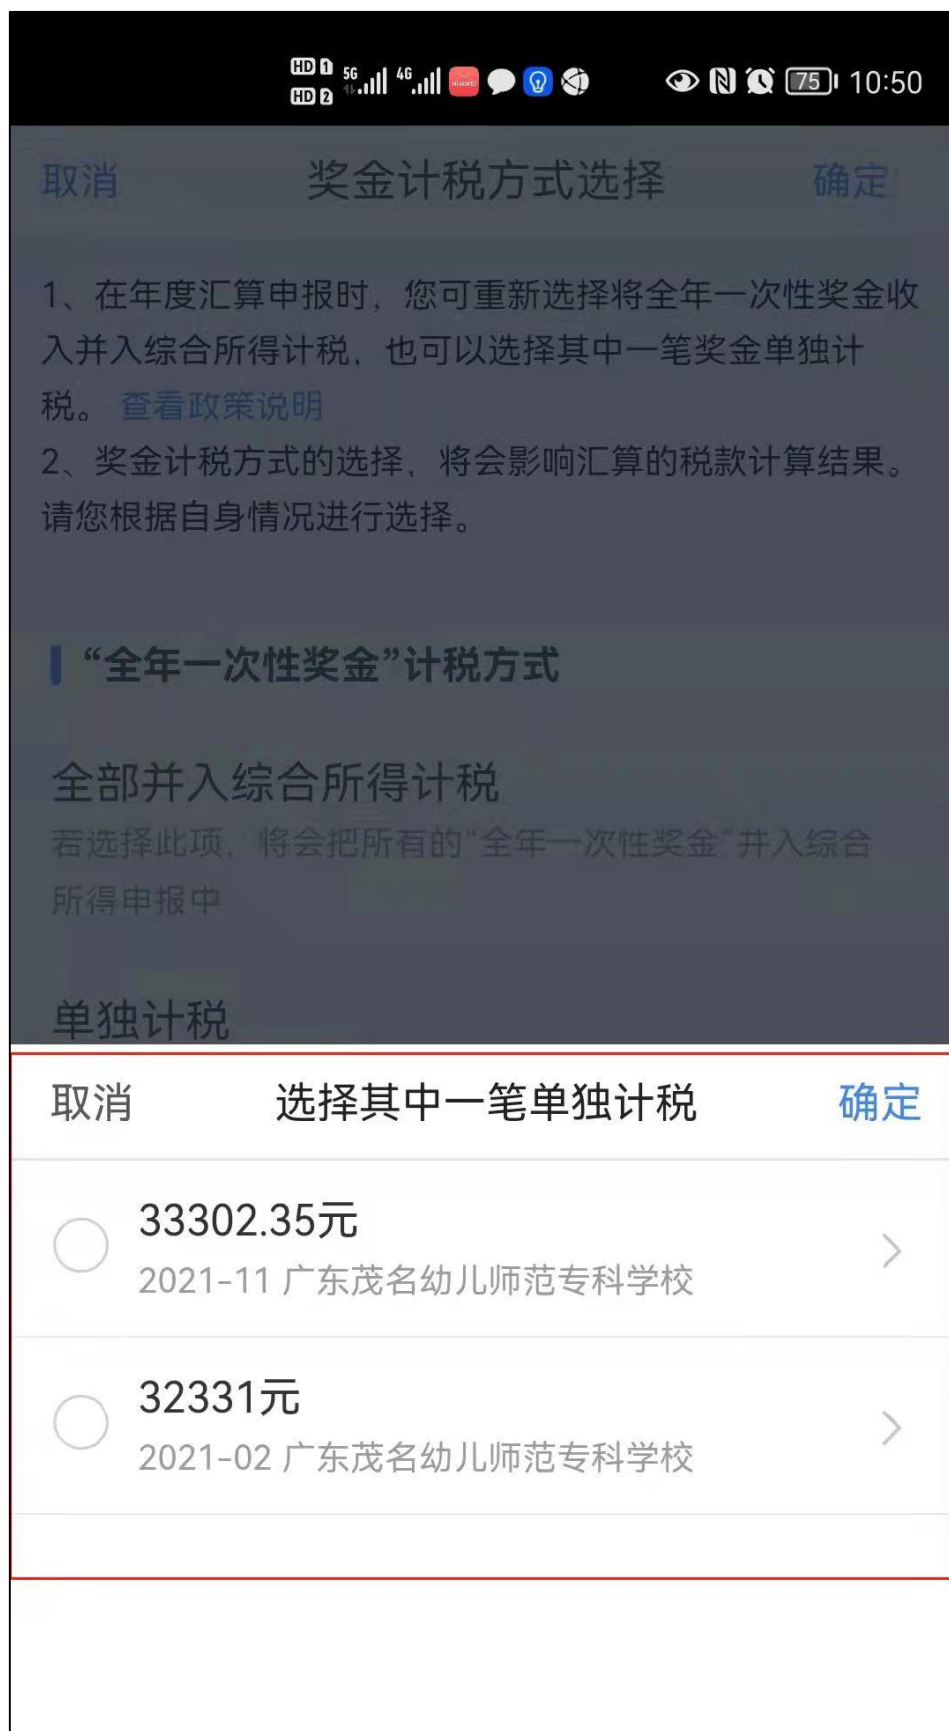 HD 1 5G 4G HUAWEI 75 10:50
HD 2
取消 奖金计税方式选择 确定
1、在年度汇算申报时，您可重新选择将全年一次性奖金收
入并入综合所得计税，也可以选择其中一笔奖金单独计
税。 查看政策说明
2、奖金计税方式的选择，将会影响汇算的税款计算结果。
请您根据自身情况进行选择。
“全年一次性奖金”计税方式
全部并入综合所得计税
若选择此项，将会把所有的“全年一次性奖金”并入综合
所得申报中
单独计税
取消 选择其中一笔单独计税 确定
33302.35元
2021-11 广东茂名幼儿师范专科学校
32331元
2021-02 广东茂名幼儿师范专科学校